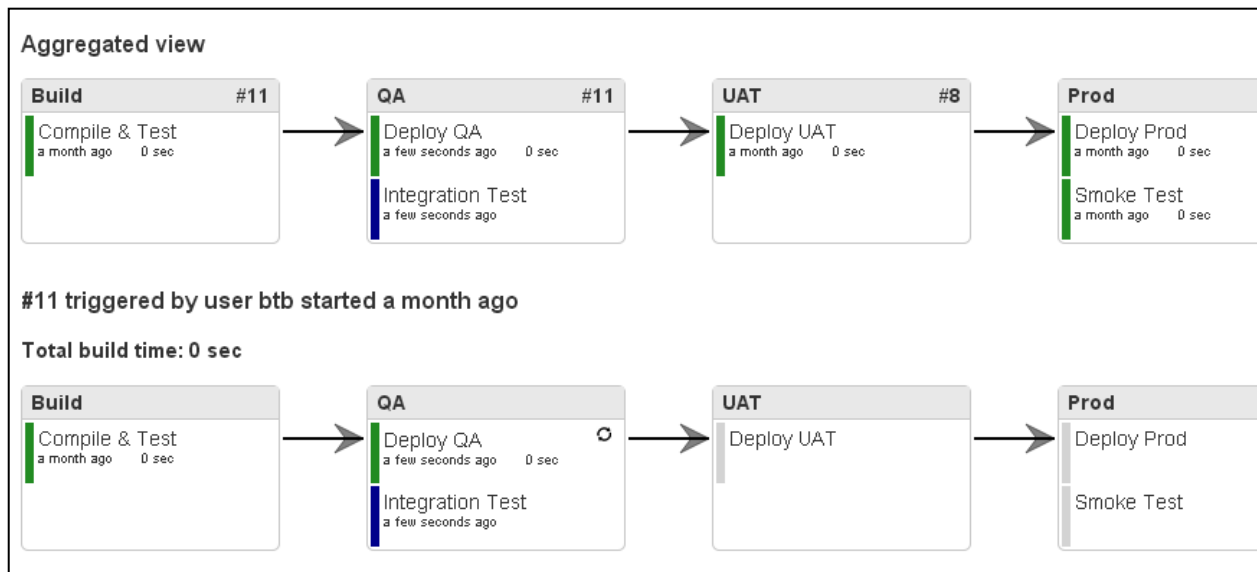 Aggregated view
Build #11
QA #11
UAT #8
Prod
Compile & Test
a month ago 0 sec
Deploy QA
a few seconds ago 0 sec
Integration Test
a few seconds ago
Deploy UAT
a month ago 0 sec
Deploy Prod
a month ago 0 sec
Smoke Test
a month ago 0 sec
#11 triggered by user btb started a month ago
Total build time: 0 sec
Build
QA
UAT
Prod
Compile & Test
a month ago 0 sec
Deploy QA
a few seconds ago 0 sec
Integration Test
a few seconds ago
Deploy UAT
Deploy Prod
Smoke Test